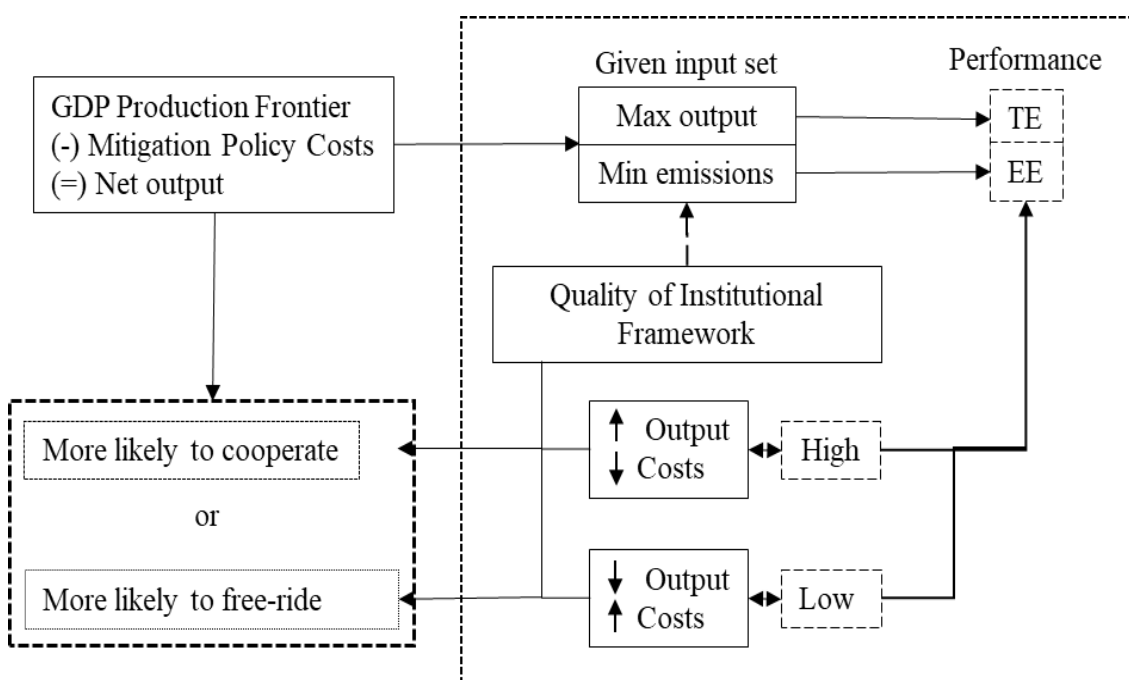 Given input set
Performance
GDP Production Frontier
(-) Mitigation Policy Costs
(=) Net output
Max output
Min emissions
TE
EE
Quality of Institutional
Framework
More likely to cooperate
or
More likely to free-ride
↑ Output
↓ Costs
High
↓ Output
↑ Costs
Low